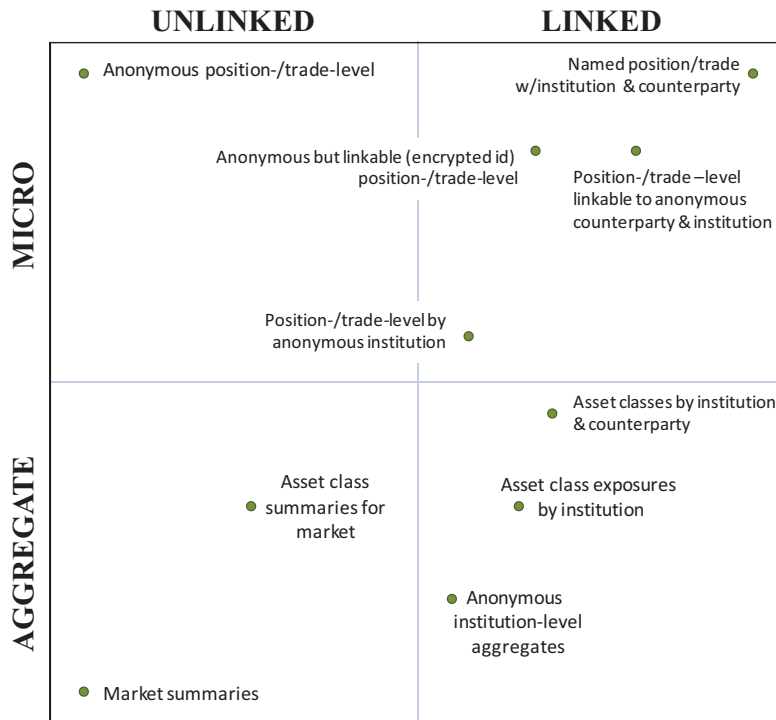 UNLINKED
LINKED
MICRO
AGGREGATE
Anonymous position-/trade-level
Named position/trade
w/institution & counterparty
Anonymous but linkable (encrypted id)
position-/trade-level
Position-/trade –level
linkable to anonymous
counterparty & institution
Position-/trade-level by
anonymous institution
Asset classes by institution
& counterparty
Asset class
summaries for
market
Asset class exposures
by institution
Anonymous
institution-level
aggregates
Market summaries